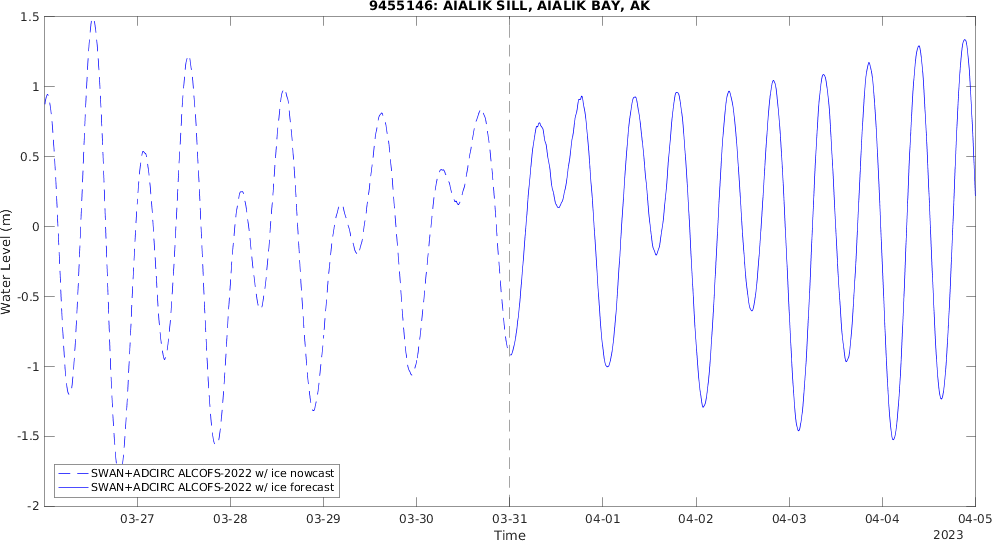 9455146: AIALIK SILL, AIALIK BAY, AK
1.5
1
0.5
0
-0.5
-1
-1.5
-2
Water Level (m)
SWAN+ADCIRC ALCOFS-2022 w/ ice nowcast
SWAN+ADCIRC ALCOFS-2022 w/ ice forecast
03-27 03-28 03-29 03-30 03-31 04-01 04-02 04-03 04-04 04-05
Time
2023